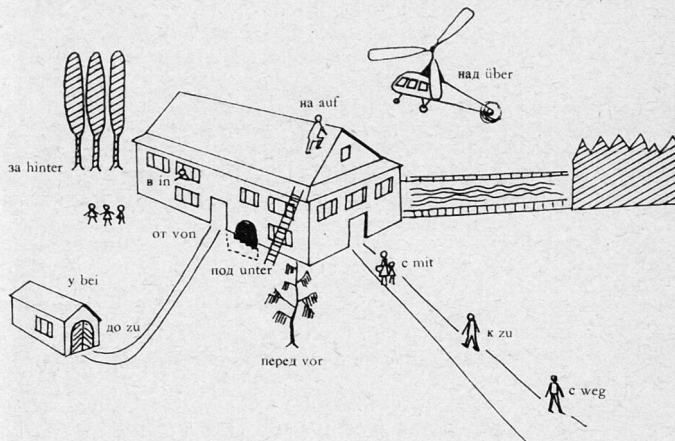 над über
на auf
за hinter
в in
от von
под unter
с mit
у bei
до zu
к zu
перед vor
с weg